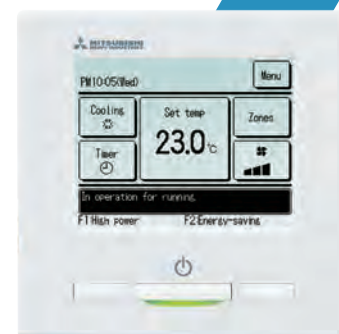 MITSUBISHI
PM10:05(Wed)
Menu
Cooling
Set temp
Zones
23.0 °C
Timer
In operation for running.
F1:High power F2:Energy-saving